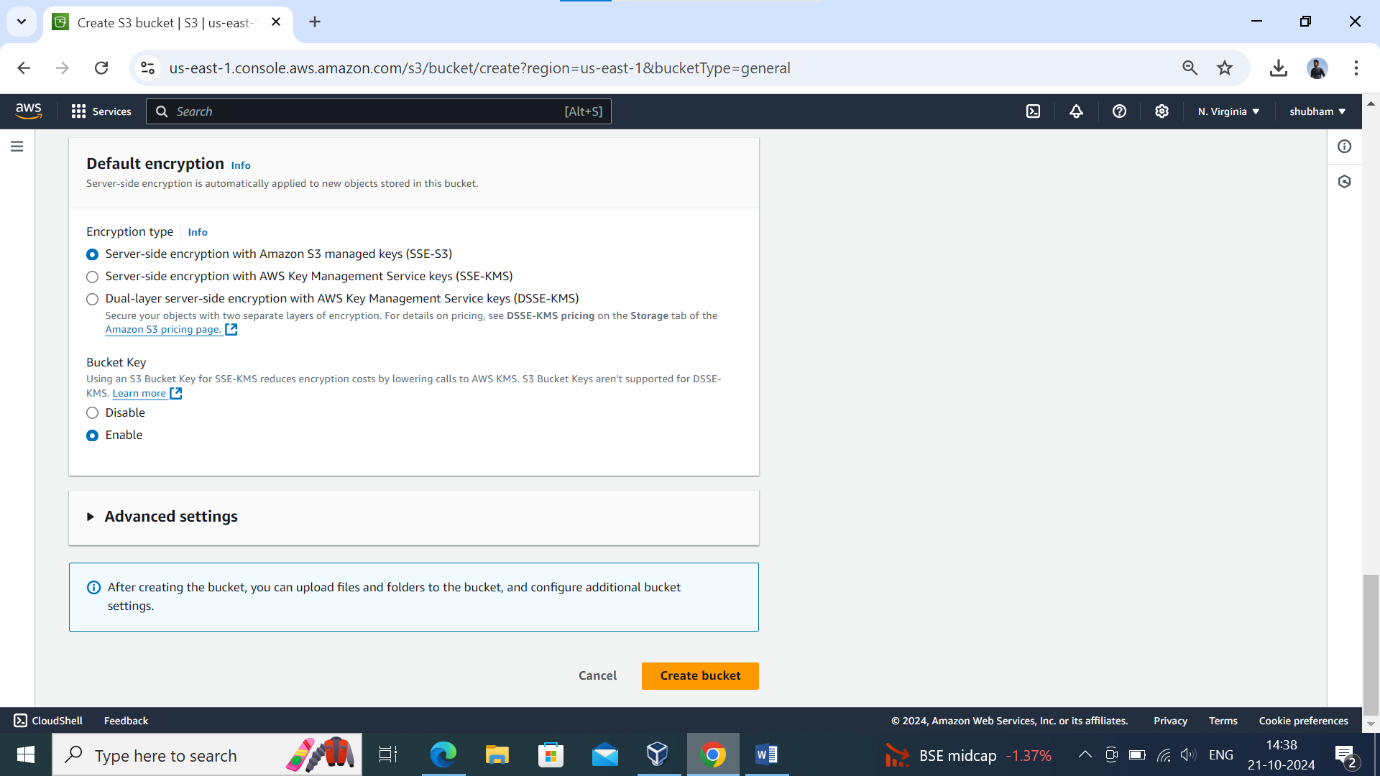 Create S3 bucket | S3 | us-east-
us-east-1.console.aws.amazon.com/s3/bucket/create?region=us-east-1&bucketType=general
aws Services Search [Alt+S] N. Virginia shubham
Default encryption Info
Server-side encryption is automatically applied to new objects stored in this bucket.
Encryption type Info
Server-side encryption with Amazon S3 managed keys (SSE-S3)
Server-side encryption with AWS Key Management Service keys (SSE-KMS)
Dual-layer server-side encryption with AWS Key Management Service keys (DSSE-KMS)
Secure your objects with two separate layers of encryption. For details on pricing, see DSSE-KMS pricing on the Storage tab of the
Amazon S3 pricing page.
Bucket Key
Using an S3 Bucket Key for SSE-KMS reduces encryption costs by lowering calls to AWS KMS. S3 Bucket Keys aren't supported for DSSE-
KMS. Learn more
Disable
Enable
Advanced settings
After creating the bucket, you can upload files and folders to the bucket, and configure additional bucket
settings.
Cancel Create bucket
CloudShell Feedback © 2024, Amazon Web Services, Inc. or its affiliates. Privacy Terms Cookie preferences
Type here to search BSE midcap -1.37% ENG 14:38
21-10-2024 2